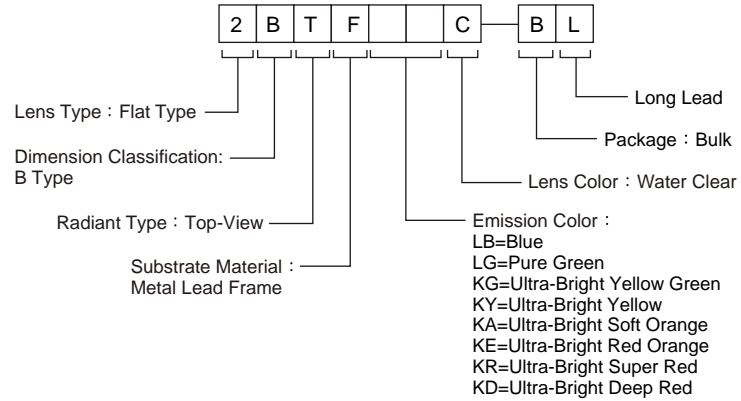 2 B T F C B L
Long Lead
Lens Type：Flat Type
Package：Bulk
Dimension Classification:
B Type
Lens Color：Water Clear
Radiant Type：Top-View
Emission Color：
LB=Blue
LG=Pure Green
KG=Ultra-Bright Yellow Green
KY=Ultra-Bright Yellow
KA=Ultra-Bright Soft Orange
KE=Ultra-Bright Red Orange
KR=Ultra-Bright Super Red
KD=Ultra-Bright Deep Red
Substrate Material：
Metal Lead Frame